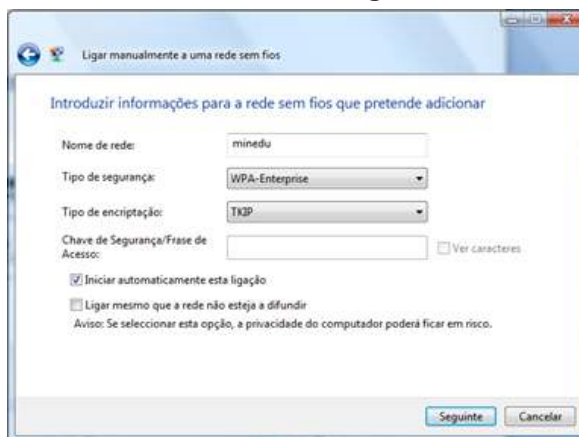 Ligar manualmente a uma rede sem fios
Introduzir informações para a rede sem fios que pretende adicionar
Nome de rede: minedu
Tipo de segurança: WPA-Enterprise
Tipo de encriptação: TKIP
Chave de Segurança/Frase de
Acesso: Ver caracteres
Iniciar automaticamente esta ligação
Ligar mesmo que a rede não esteja a difundir
Aviso: Se seleccionar esta opção, a privacidade do computador poderá ficar em risco.
Seguinte Cancelar